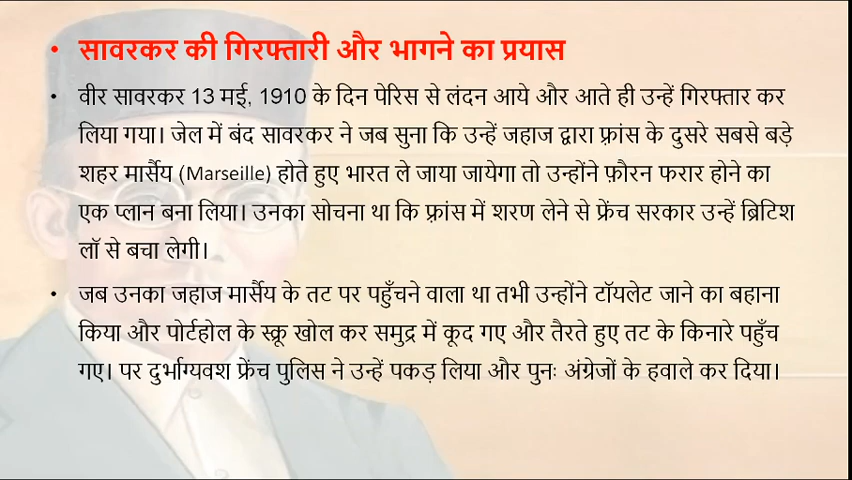 • सावरकर की गिरफ्तारी और भागने का प्रयास
• वीर सावरकर 13 मई, 1910 के दिन पेरिस से लंदन आये और आते ही उन्हें गिरफ्तार कर
लिया गया। जेल में बंद सावरकर ने जब सुना कि उन्हें जहाज द्वारा फ़्रांस के दुसरे सबसे बड़े
शहर मार्सैय (Marseille) होते हुए भारत ले जाया जायेगा तो उन्होंने फ़ौरन फरार होने का
एक प्लान बना लिया। उनका सोचना था कि फ़्रांस में शरण लेने से फ्रेंच सरकार उन्हें ब्रिटिश
लॉ से बचा लेगी।
• जब उनका जहाज मार्सैय के तट पर पहुँचने वाला था तभी उन्होंने टॉयलेट जाने का बहाना
किया और पोर्टहोल के स्क्रू खोल कर समुद्र में कूद गए और तैरते हुए तट के किनारे पहुँच
गए। पर दुर्भाग्यवश फ्रेंच पुलिस ने उन्हें पकड़ लिया और पुनः अंग्रेजों के हवाले कर दिया।